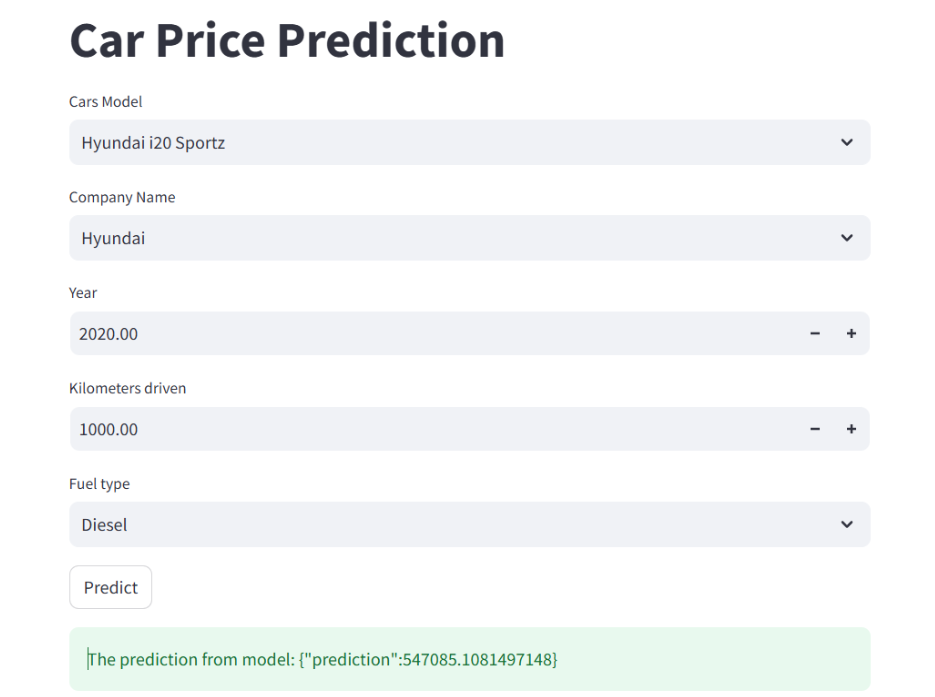 Car Price Prediction
Cars Model
Hyundai i20 Sportz
Company Name
Hyundai
Year
2020.00
Kilometers driven
1000.00
Fuel type
Diesel
Predict
The prediction from model: {"prediction":547085.1081497148}